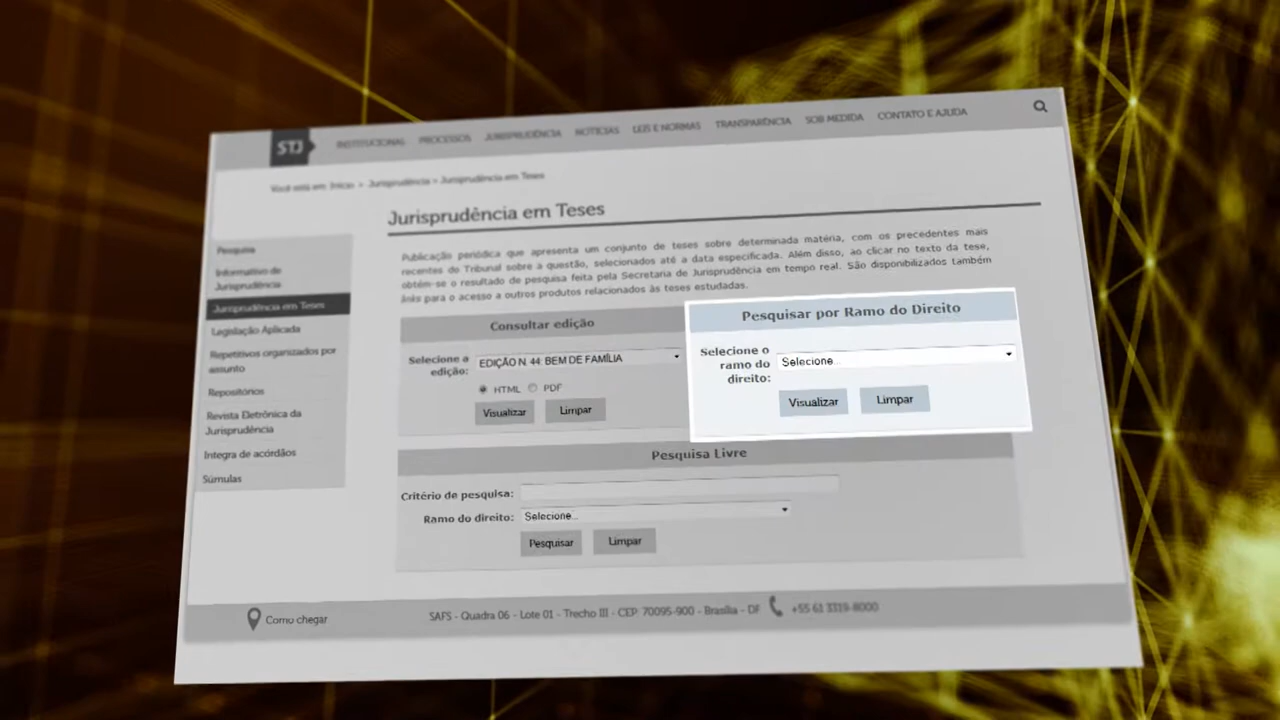 STJ INSTITUCIONAL PROCESSOS JURISPRUDÊNCIA NOTÍCIAS LEIS E NORMAS TRANSPARÊNCIA SOB MEDIDA CONTATO E AJUDA
Você está em: Início > Jurisprudência > Jurisprudência em Teses
Jurisprudência em Teses
Publicação periódica que apresenta um conjunto de teses sobre determinada matéria, com os precedentes mais
recentes do Tribunal sobre a questão, selecionados até a data especificada. Além disso, ao clicar no texto da tese,
obtém-se o resultado de pesquisa feita pela Secretaria de Jurisprudência em tempo real. São disponibilizados também
links para o acesso a outros produtos relacionados às teses estudadas.
Pesquisa
Informativo de
Jurisprudência
Jurisprudência em Teses
Legislação Aplicada
Repetitivos organizados por
assunto
Repositórios
Revista Eletrônica da
Jurisprudência
Íntegra de acórdãos
Súmulas
Consultar edição
Selecione a
edição:
EDIÇÃO N. 44: BEM DE FAMÍLIA
HTML PDF
Visualizar Limpar
Pesquisar por Ramo do Direito
Selecione o
ramo do
direito:
Selecione...
Visualizar Limpar
Pesquisa Livre
Critério de pesquisa:
Ramo do direito: Selecione...
Pesquisar Limpar
Como chegar SAFS - Quadra 06 - Lote 01 - Trecho III - CEP: 70095-900 - Brasília - DF +55 61 3319-8000